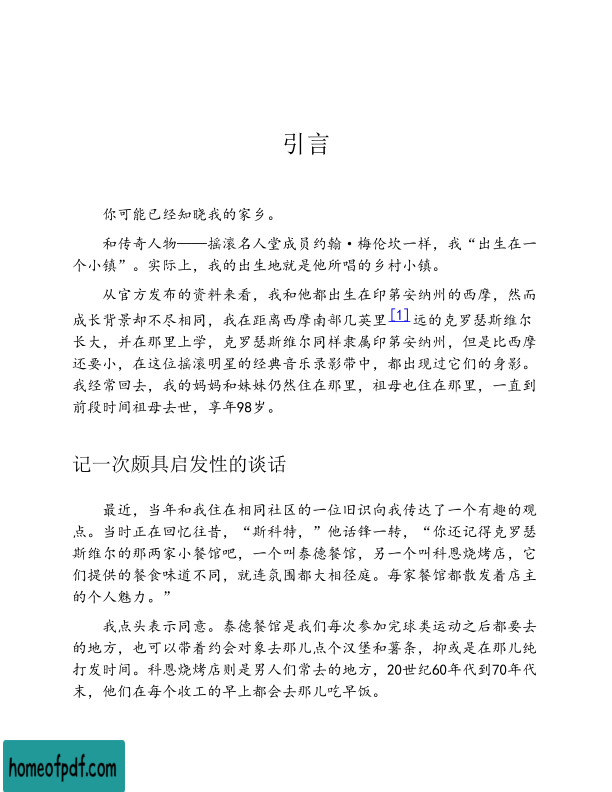 引言
你可能已经知晓我的家乡。
和传奇人物——摇滚名人堂成员约翰·梅伦坎一样，我“出生在一
个小镇”。实际上，我的出生地就是他所唱的乡村小镇。
从官方发布的资料来看，我和他都出生在印第安纳州的西摩，然而
成长背景却不尽相同，我在距离西摩南部几英里[1]远的克罗瑟斯维尔
长大，并在那里上学，克罗瑟斯维尔同样隶属印第安纳州，但是比西摩
还要小，在这位摇滚明星的经典音乐录影带中，都出现过它们的身影。
我经常回去，我的妈妈和妹妹仍然住在那里，祖母也住在那里，一直到
前段时间祖母去世，享年98岁。
记一次颇具启发性的谈话
最近，当年和我住在相同社区的一位旧识向我传达了一个有趣的观
点。当时正在回忆往昔，“斯科特，”他话锋一转，“你还记得克罗瑟
斯维尔的那两家小餐馆吧，一个叫泰德餐馆，另一个叫科恩烧烤店，它
们提供的餐食味道不同，就连氛围都大相径庭。每家餐馆都散发着店主
的个人魅力。”
我点头表示同意。泰德餐馆是我们每次参加完球类运动之后都要去
的地方，也可以带着约会对象去那儿点个汉堡和薯条，抑或是在那儿纯
打发时间。科恩烧烤店则是男人们常去的地方，20世纪60年代到70年代
末，他们在每个收工的早上都会去那儿吃早饭。
homeofpdf.com